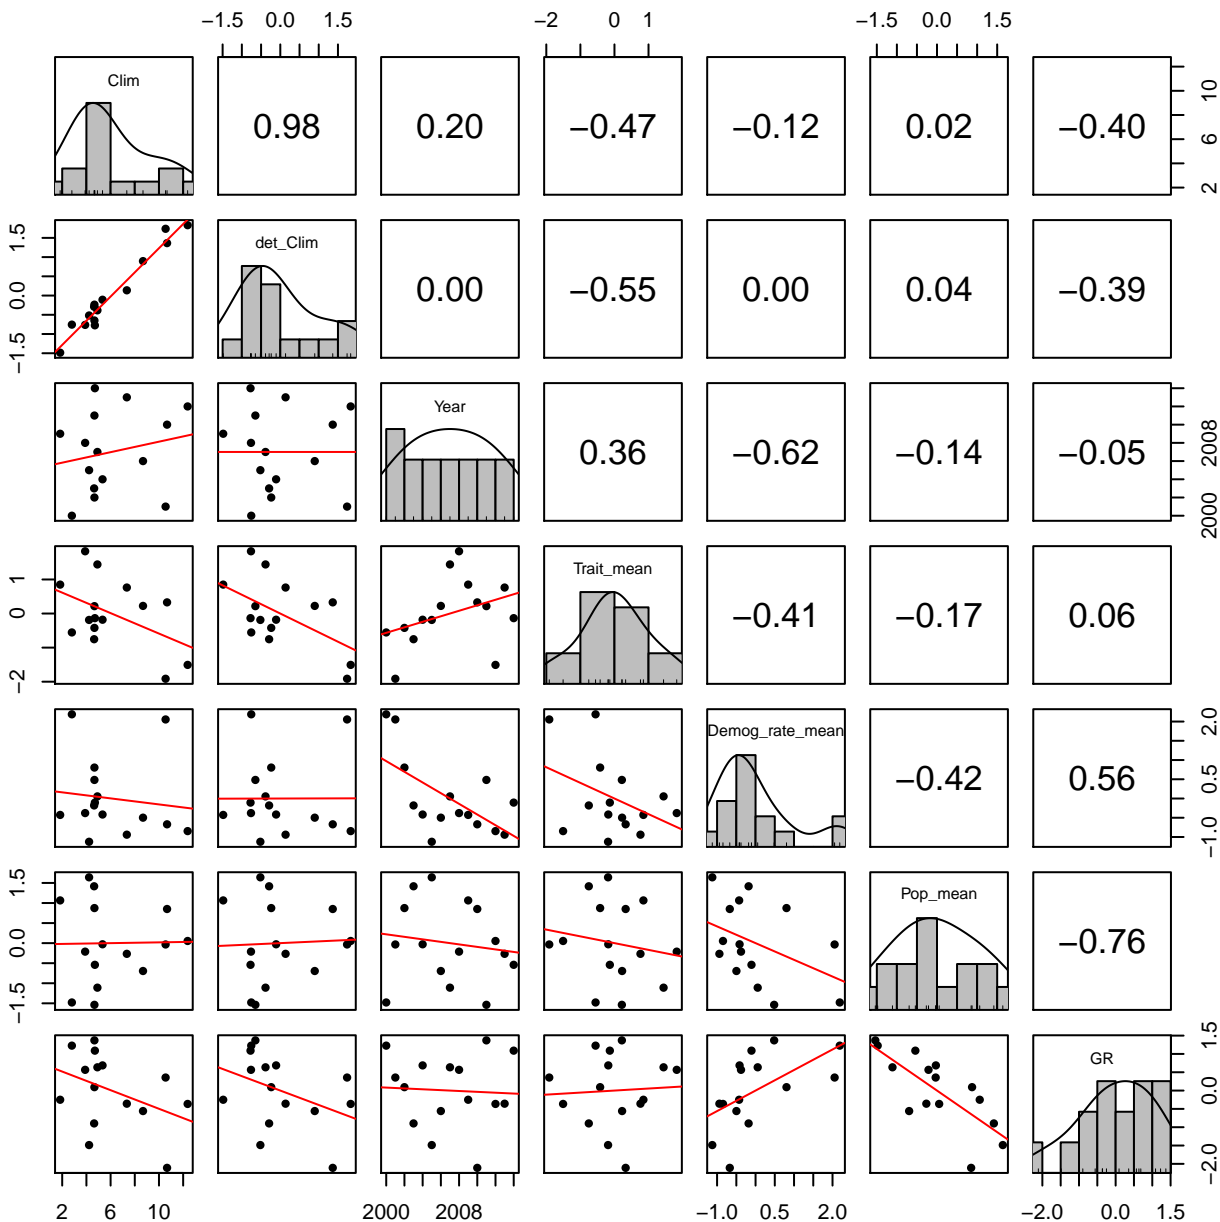 −1.5 0.0 1.5 −2 0 1 −1.5 0.0 1.5
Clim 0.98 0.20 −0.47 −0.12 0.02 −0.40 2 6 10
−1.5 0.0 1.5 det_Clim 0.00 −0.55 0.00 0.04 −0.39
Year 0.36 −0.62 −0.14 −0.05 2000 2008
−2 0 1 Trait_mean −0.41 −0.17 0.06
Demog_rate_mean −0.42 0.56 −1.0 0.5 2.0
−1.5 0.0 1.5 Pop_mean −0.76
GR −2.0 0.0 1.5
2 6 10 2000 2008 −1.0 0.5 2.0 −2.0 0.0 1.5